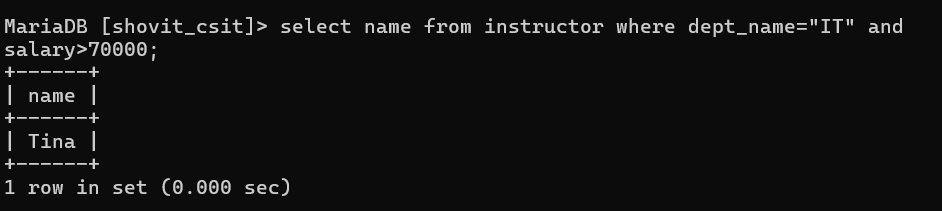 MariaDB [shovit_csit]> select name from instructor where dept_name="IT" and
salary>70000;
+------+
| name |
+------+
| Tina |
+------+
1 row in set (0.000 sec)